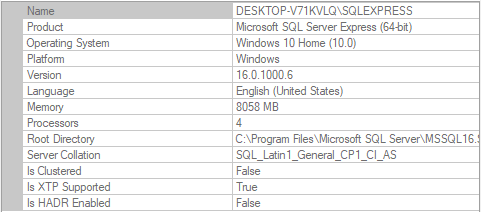 Name DESKTOP-V71KVLQ\SQLEXPRESS
Product Microsoft SQL Server Express (64-bit)
Operating System Windows 10 Home (10.0)
Platform Windows
Version 16.0.1000.6
Language English (United States)
Memory 8058 MB
Processors 4
Root Directory C:\Program Files\Microsoft SQL Server\MSSQL16.S
Server Collation SQL_Latin1_General_CP1_CI_AS
Is Clustered False
Is XTP Supported True
Is HADR Enabled False